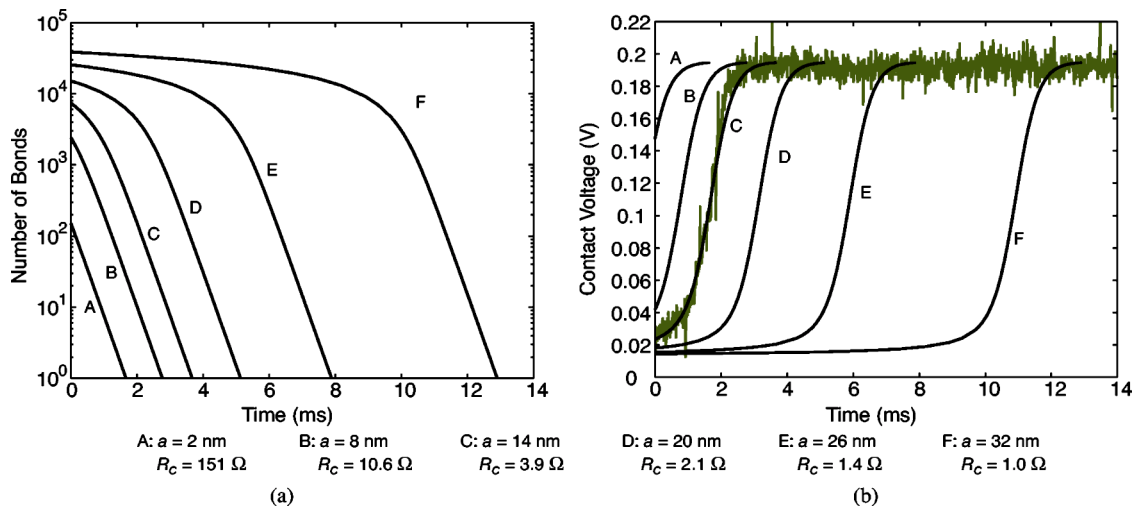 10^5
10^4
10^3
10^2
10^1
10^0
Number of Bonds
A
B
C
D
E
F
0 2 4 6 8 10 12 14
Time (ms)
0.22
0.2
0.18
0.16
0.14
0.12
0.1
0.08
0.06
0.04
0.02
0
Contact Voltage (V)
A
B
C
D
E
F
0 2 4 6 8 10 12 14
Time (ms)
A: a = 2 nm B: a = 8 nm C: a = 14 nm D: a = 20 nm E: a = 26 nm F: a = 32 nm
R_c = 151 Ω R_c = 10.6 Ω R_c = 3.9 Ω R_c = 2.1 Ω R_c = 1.4 Ω R_c = 1.0 Ω
(a) (b)